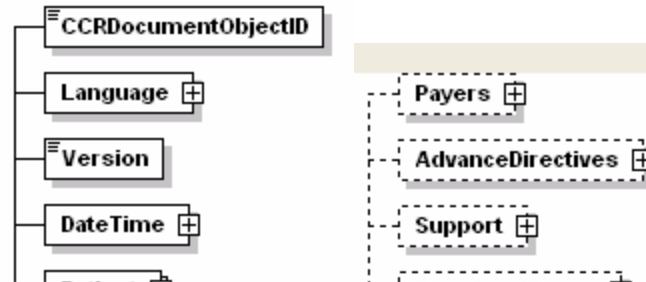 CCRDocumentObjectID
Language
Version
DateTime
Payers
AdvanceDirectives
Support